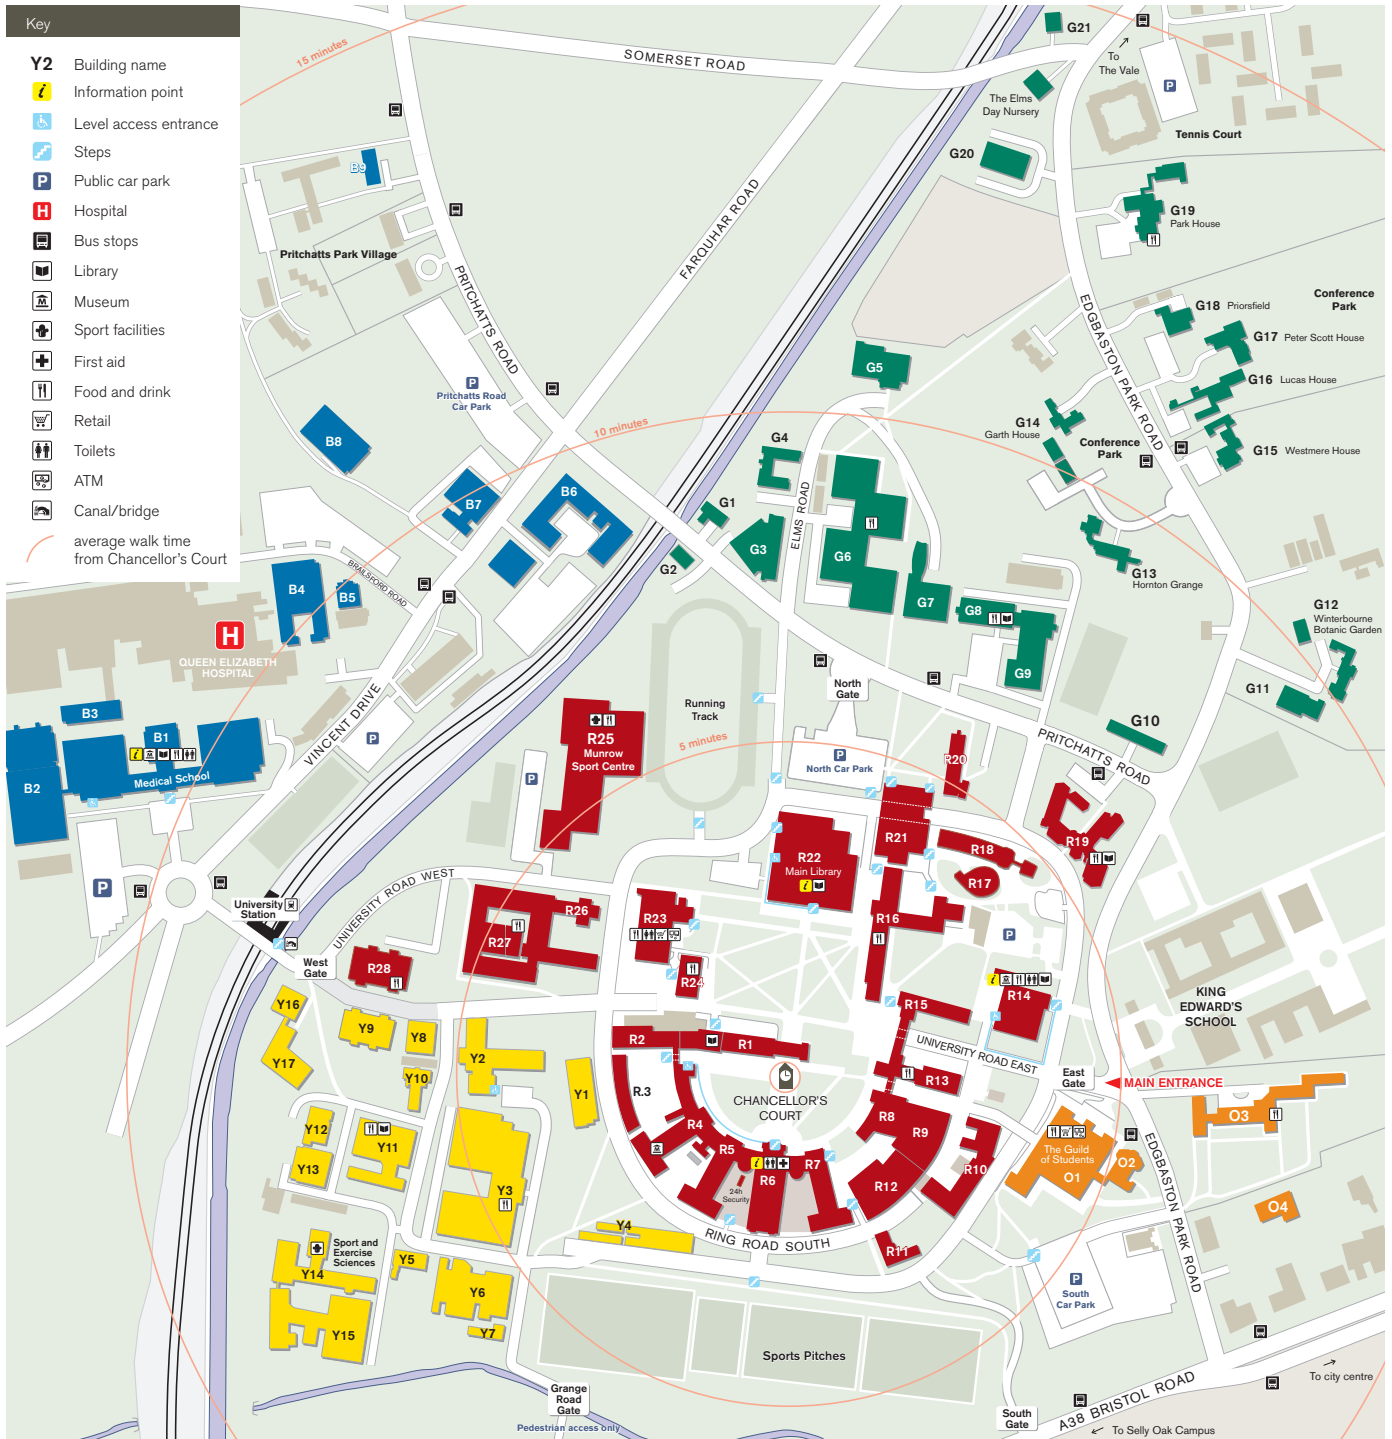 Key
Y2 Building name
i Information point
Level access entrance
Steps
P Public car park
H Hospital
Bus stops
Library
M Museum
Sport facilities
First aid
Food and drink
Retail
Toilets
ATM
Canal/bridge
average walk time
from Chancellor's Court
15 minutes
SOMERSET ROAD
G21
To
The Vale
P
The Elms
Day Nursery
Tennis Court
G20
B9
G19
Park House
Pritchatts Park Village
FARQUHAR ROAD
PRITCHATTS ROAD
EDGBASTON PARK ROAD
G18 Priorsfield
Conference
Park
G17 Peter Scott House
G16 Lucas House
G15 Westmere House
G5
P
Pritchatts Road
Car Park
10 minutes
G14
Garth House
Conference
Park
B8
G4
B7
B6
G1
ELMS ROAD
G3
G6
G2
G13
Hornton Grange
BRAILSFORD ROAD
B4
B5
G7
G8
G9
G12
Winterbourne
Botanic Garden
G11
G10
H
QUEEN ELIZABETH
HOSPITAL
VINCENT DRIVE
North
Gate
Running
Track
5 minutes
B3
B1
B2
Medical School
P
R25
Munrow
Sport Centre
P
P
North Car Park
R20
PRITCHATTS ROAD
R21
R18
R19
R17
R22
Main Library
P
University
Station
UNIVERSITY ROAD WEST
R26
R27
R23
R24
R16
P
R28
West
Gate
R14
R15
KING
EDWARD'S
SCHOOL
UNIVERSITY ROAD EAST
East
Gate
MAIN ENTRANCE
Y16
Y17
Y9
Y8
Y2
Y10
Y1
R2
R1
R.3
R13
CHANCELLOR'S
COURT
R4
R5
R6
R7
R8
R9
R10
R12
R11
24h
Security
RING ROAD SOUTH
The Guild
of Students
O1
O2
O3
O4
EDGBASTON PARK ROAD
Y12
Y11
Y13
Y3
Y4
Sport and
Exercise
Sciences
Y14
Y5
Y6
Y7
Y15
P
South
Car Park
Sports Pitches
Grange
Road
Gate
Pedestrian access only
South
Gate
A38 BRISTOL ROAD
To city centre
To Selly Oak Campus